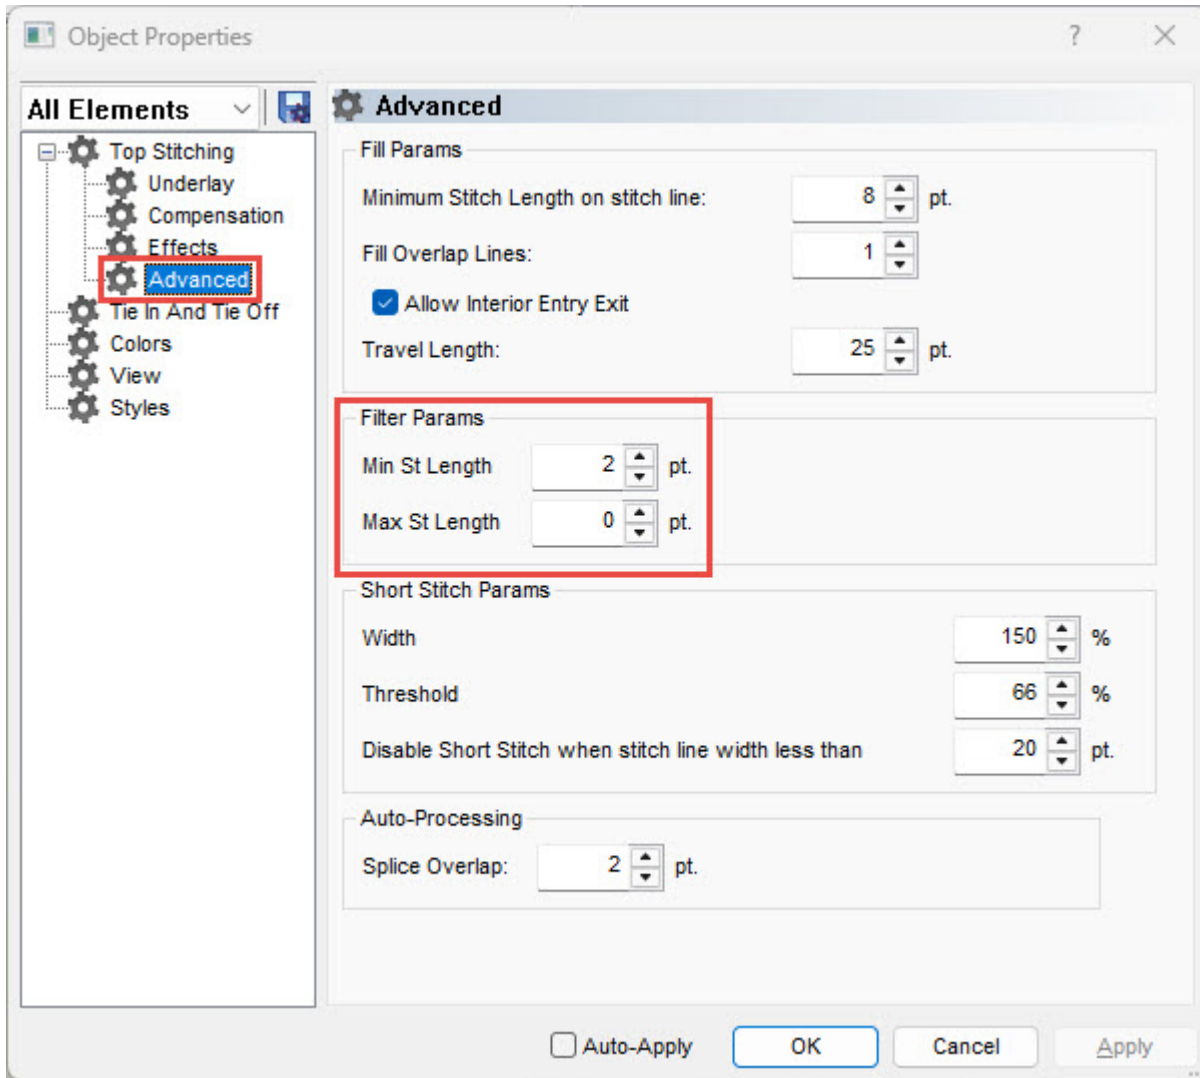 Object Properties ?
All Elements
Top Stitching
Underlay
Compensation
Effects
Advanced
Tie In And Tie Off
Colors
View
Styles
Advanced
Fill Params
Minimum Stitch Length on stitch line: 8 pt.
Fill Overlap Lines: 1
Allow Interior Entry Exit
Travel Length: 25 pt.
Filter Params
Min St Length 2 pt.
Max St Length 0 pt.
Short Stitch Params
Width 150 %
Threshold 66 %
Disable Short Stitch when stitch line width less than 20 pt.
Auto-Processing
Splice Overlap: 2 pt.
Auto-Apply OK Cancel Apply